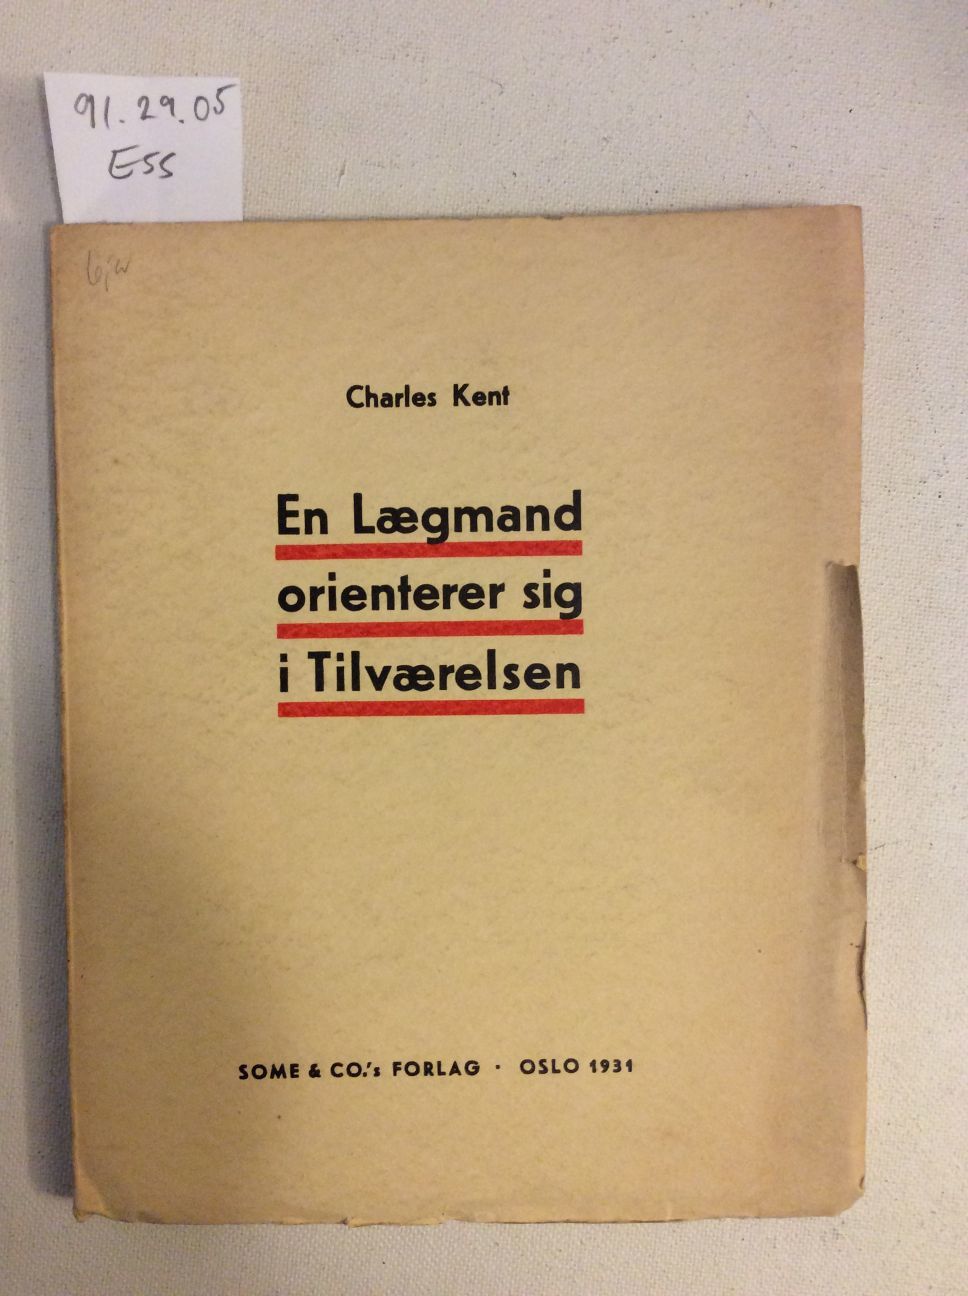 91.29.05
Ess
Charles Kent
En Lægmand
orienterer sig
i Tilværelsen
SOME & CO.'s FORLAG · OSLO 1931